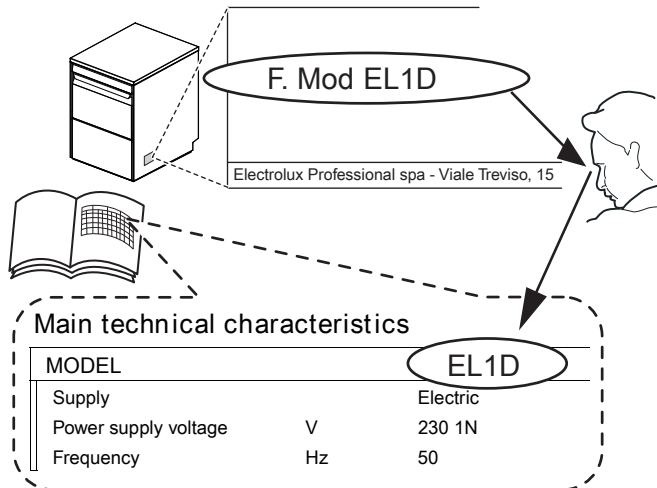 F. Mod EL1D
Electrolux Professional spa - Viale Treviso, 15
Main technical characteristics
MODEL EL1D
Supply Electric
Power supply voltage V 230 1N
Frequency Hz 50